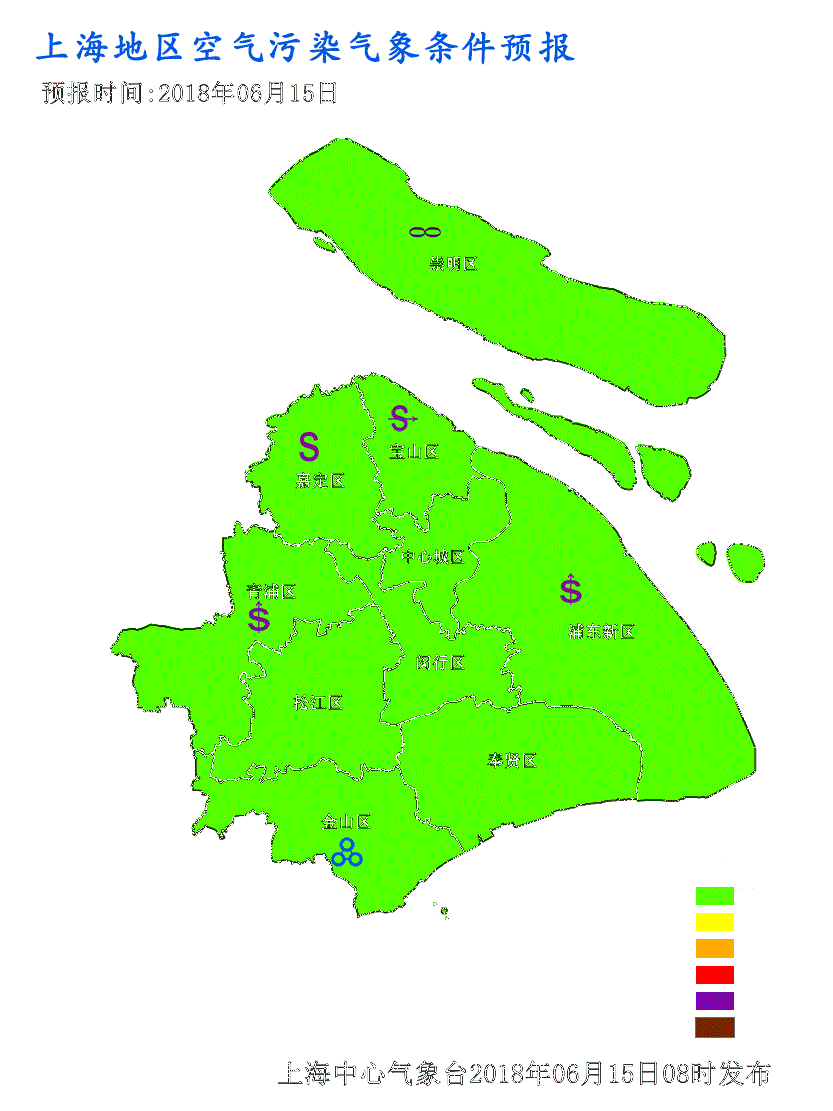 上海地区空气污染气象条件预报
预报时间:2018年06月15日
崇明区
宝山区
嘉定区
中心城区
青浦区
浦东新区
闵行区
松江区
奉贤区
金山区
上海中心气象台2018年06月15日08时发布